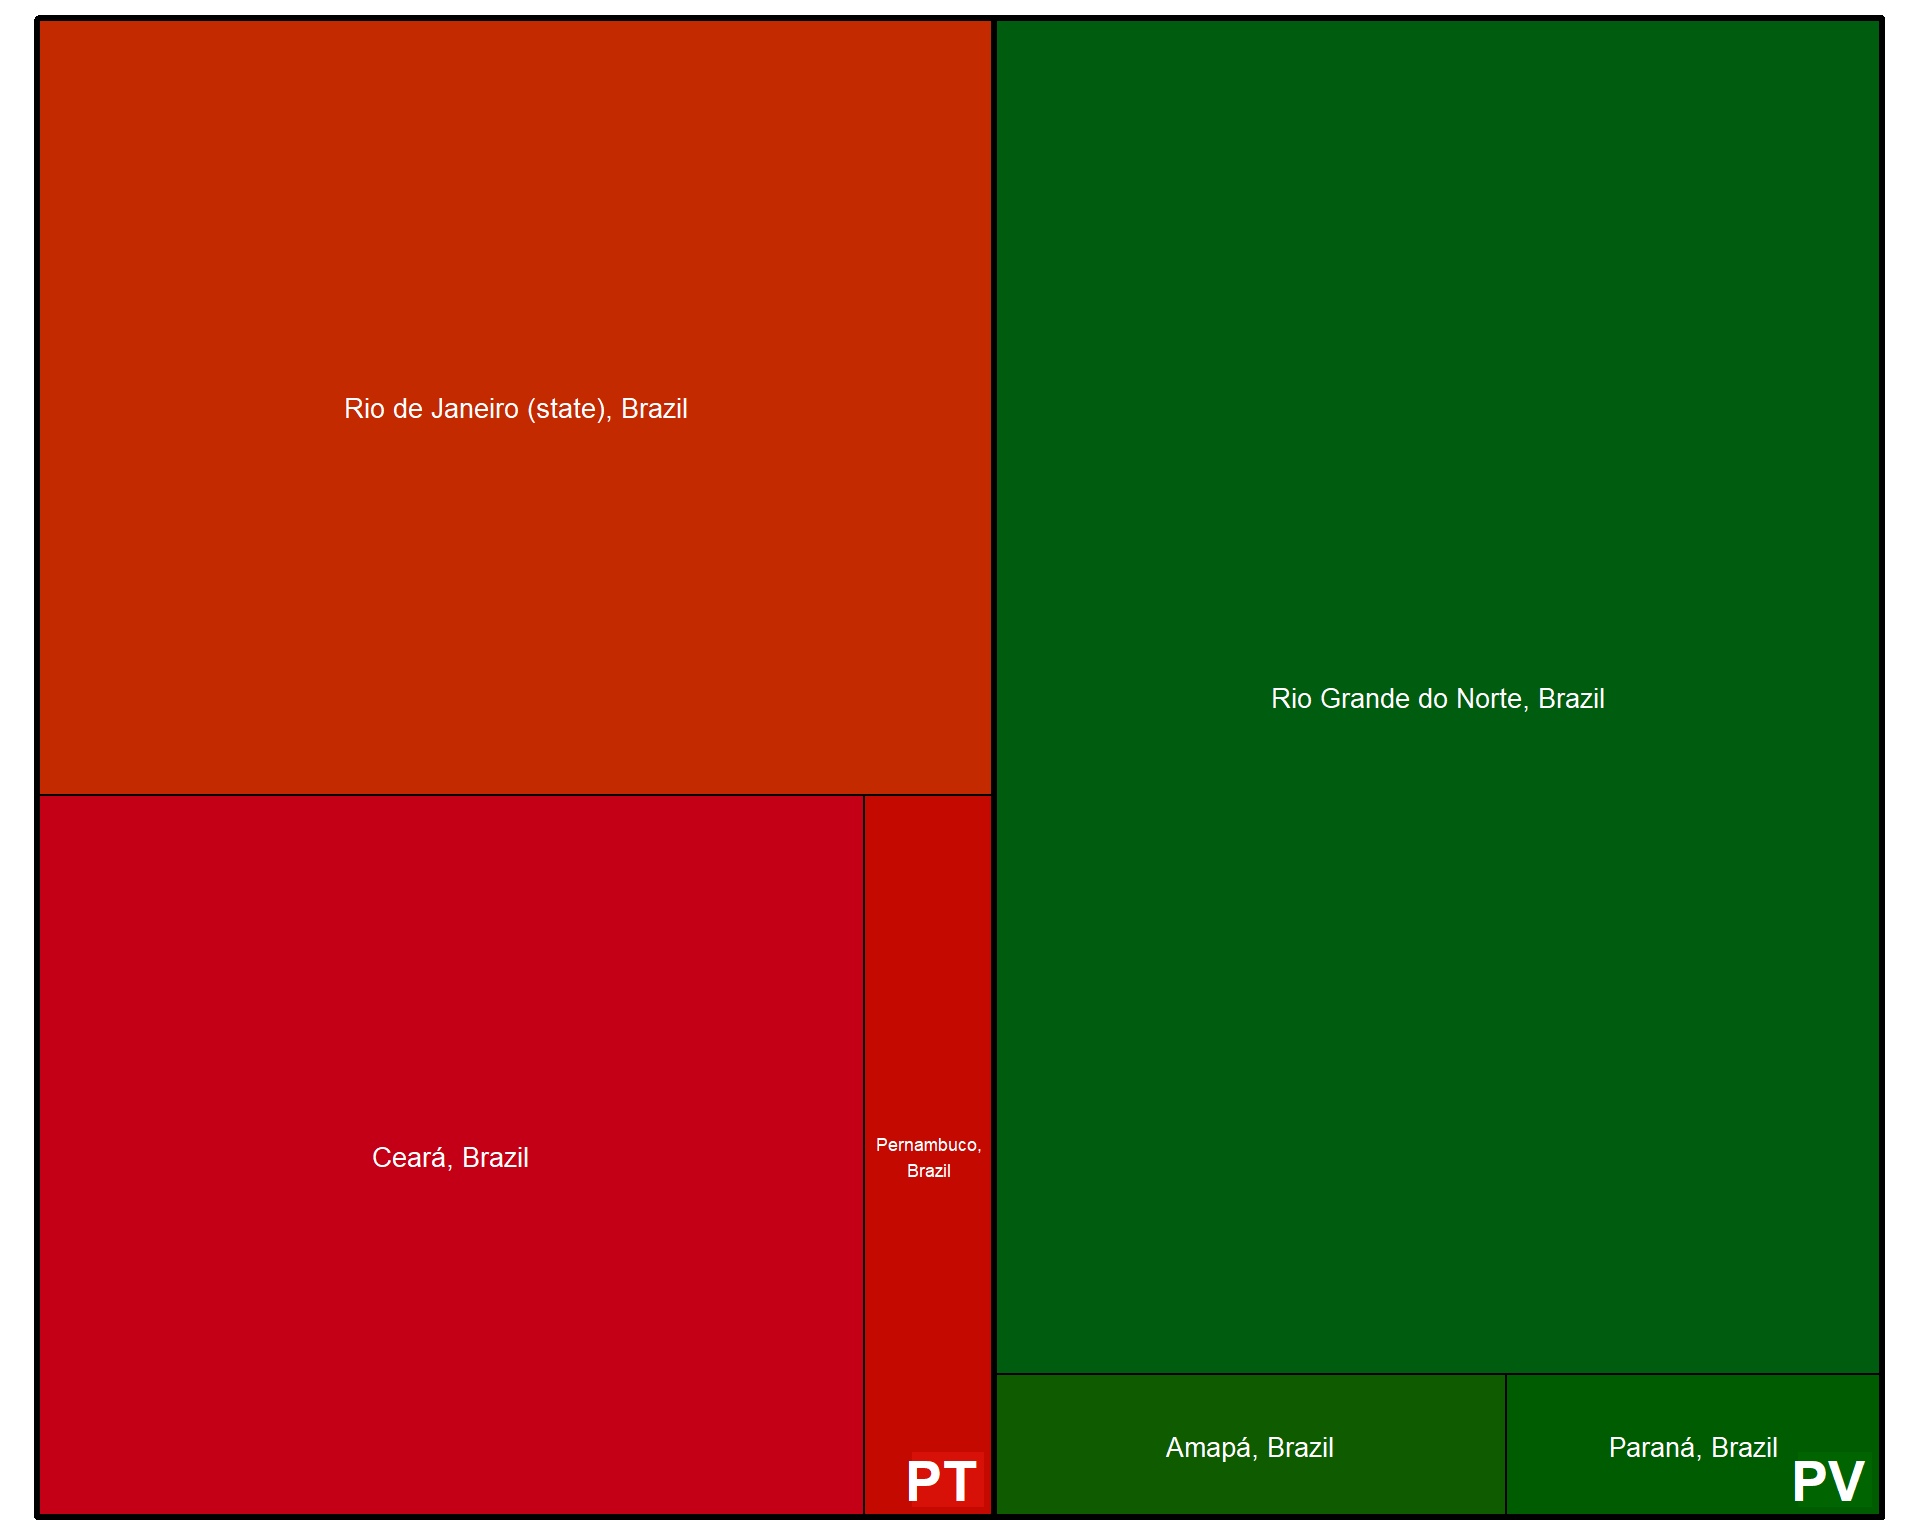 Rio de Janeiro (state), Brazil
Ceará, Brazil
Pernambuco,
Brazil
PT
Rio Grande do Norte, Brazil
Amapá, Brazil
Paraná, Brazil
PV